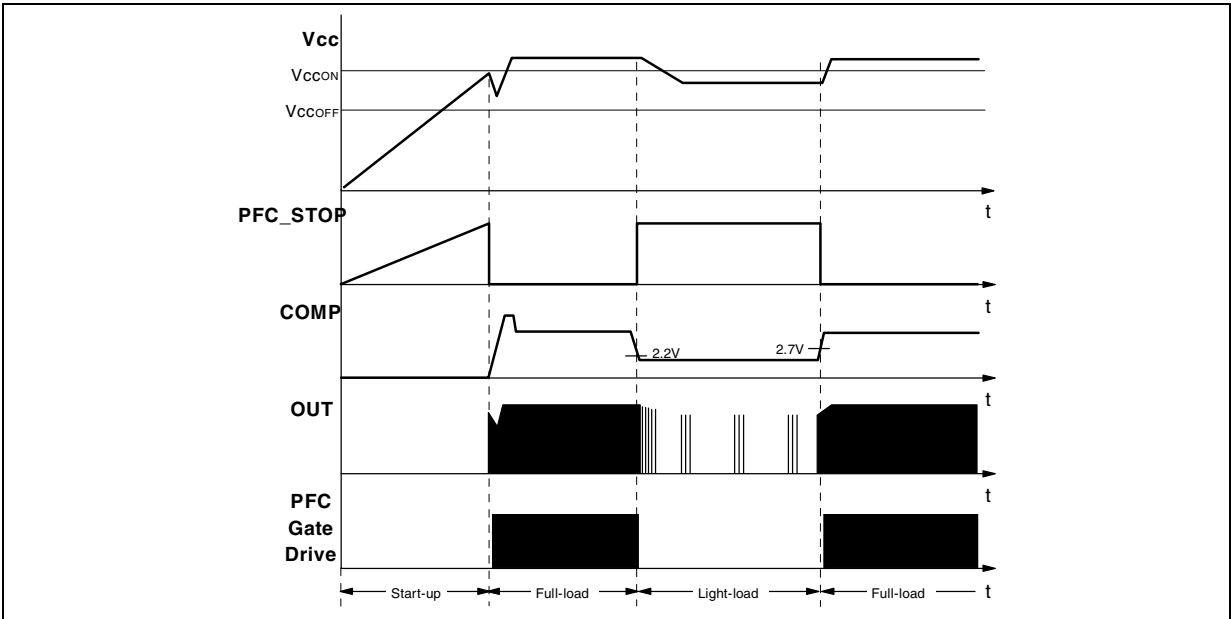 Vcc
VccON
VccOFF
t
PFC_STOP
t
COMP
2.2V
2.7V
t
OUT
t
PFC
Gate
Drive
t
Start-up
Full-load
Light-load
Full-load